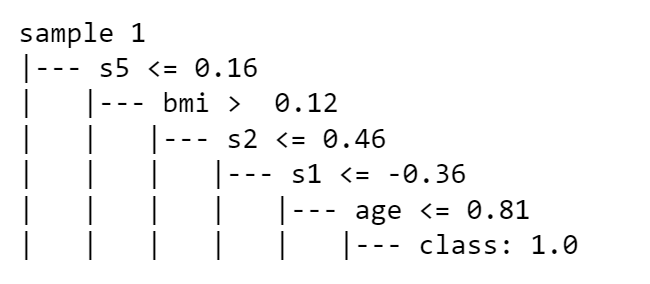 sample 1
|--- s5 <= 0.16
|   |--- bmi >  0.12
|   |   |--- s2 <= 0.46
|   |   |   |--- s1 <= -0.36
|   |   |   |   |--- age <= 0.81
|   |   |   |   |   |--- class: 1.0